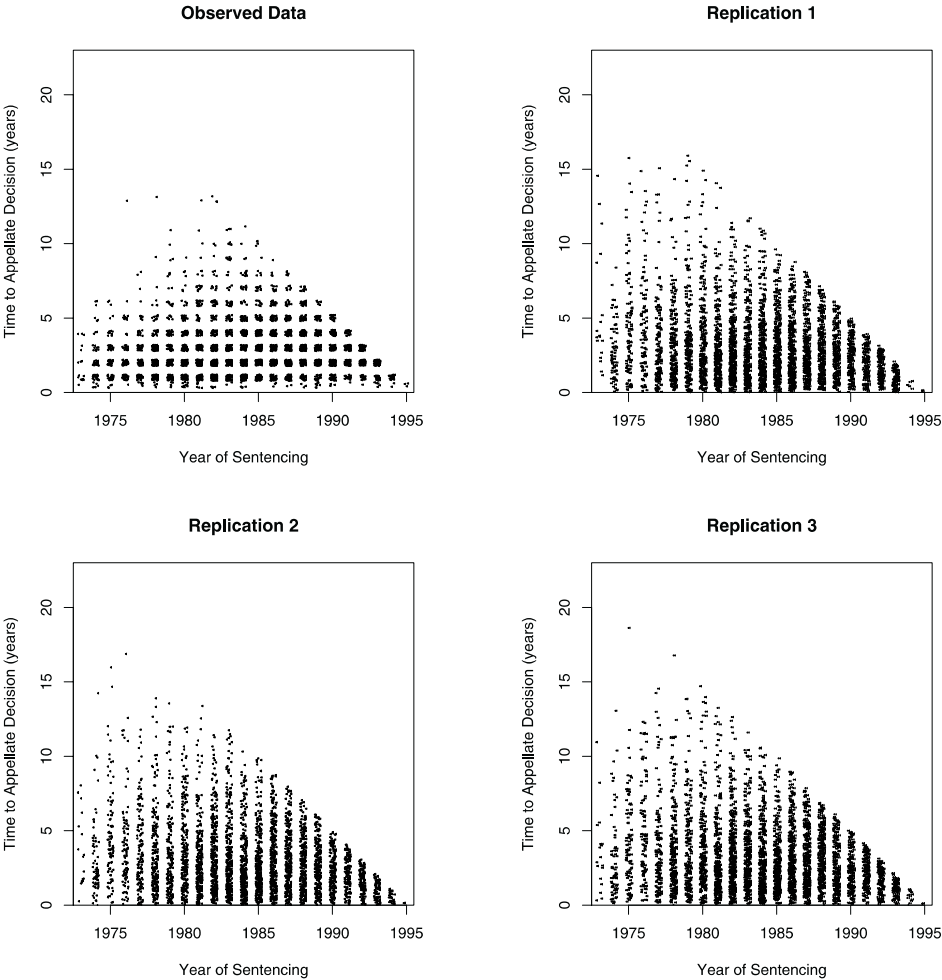 Observed Data
Time to Appellate Decision (years)
20
15
10
5
0
1975 1980 1985 1990 1995
Year of Sentencing
Replication 1
Time to Appellate Decision (years)
20
15
10
5
0
1975 1980 1985 1990 1995
Year of Sentencing
Replication 2
Time to Appellate Decision (years)
20
15
10
5
0
1975 1980 1985 1990 1995
Year of Sentencing
Replication 3
Time to Appellate Decision (years)
20
15
10
5
0
1975 1980 1985 1990 1995
Year of Sentencing